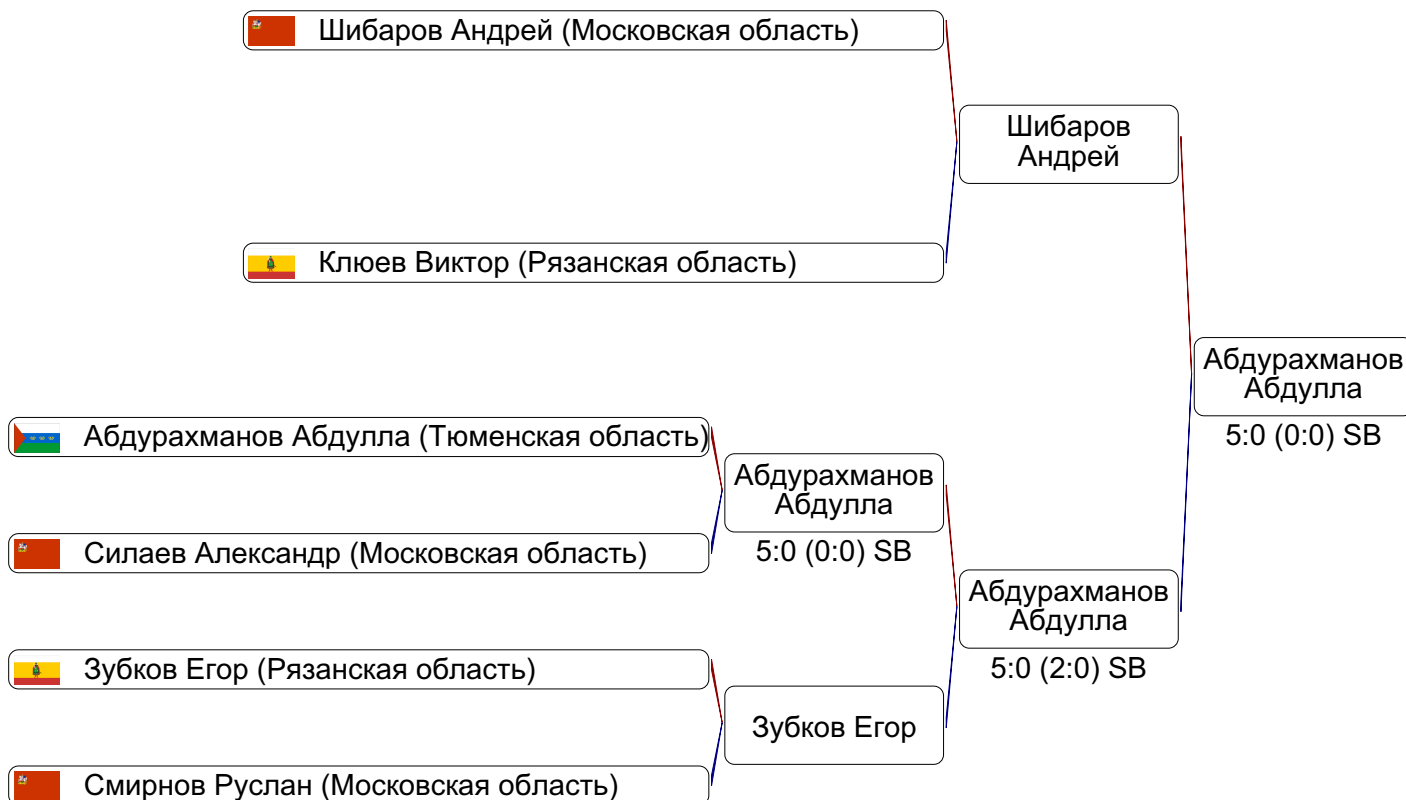 Шибаров Андрей (Московская область)
Шибаров
Андрей
Клюев Виктор (Рязанская область)
Абдурахманов
Абдулла
5:0 (0:0) SB
Абдурахманов Абдулла (Тюменская область)
Абдурахманов
Абдулла
5:0 (0:0) SB
Силаев Александр (Московская область)
Абдурахманов
Абдулла
5:0 (2:0) SB
Зубков Егор (Рязанская область)
Зубков Егор
Смирнов Руслан (Московская область)